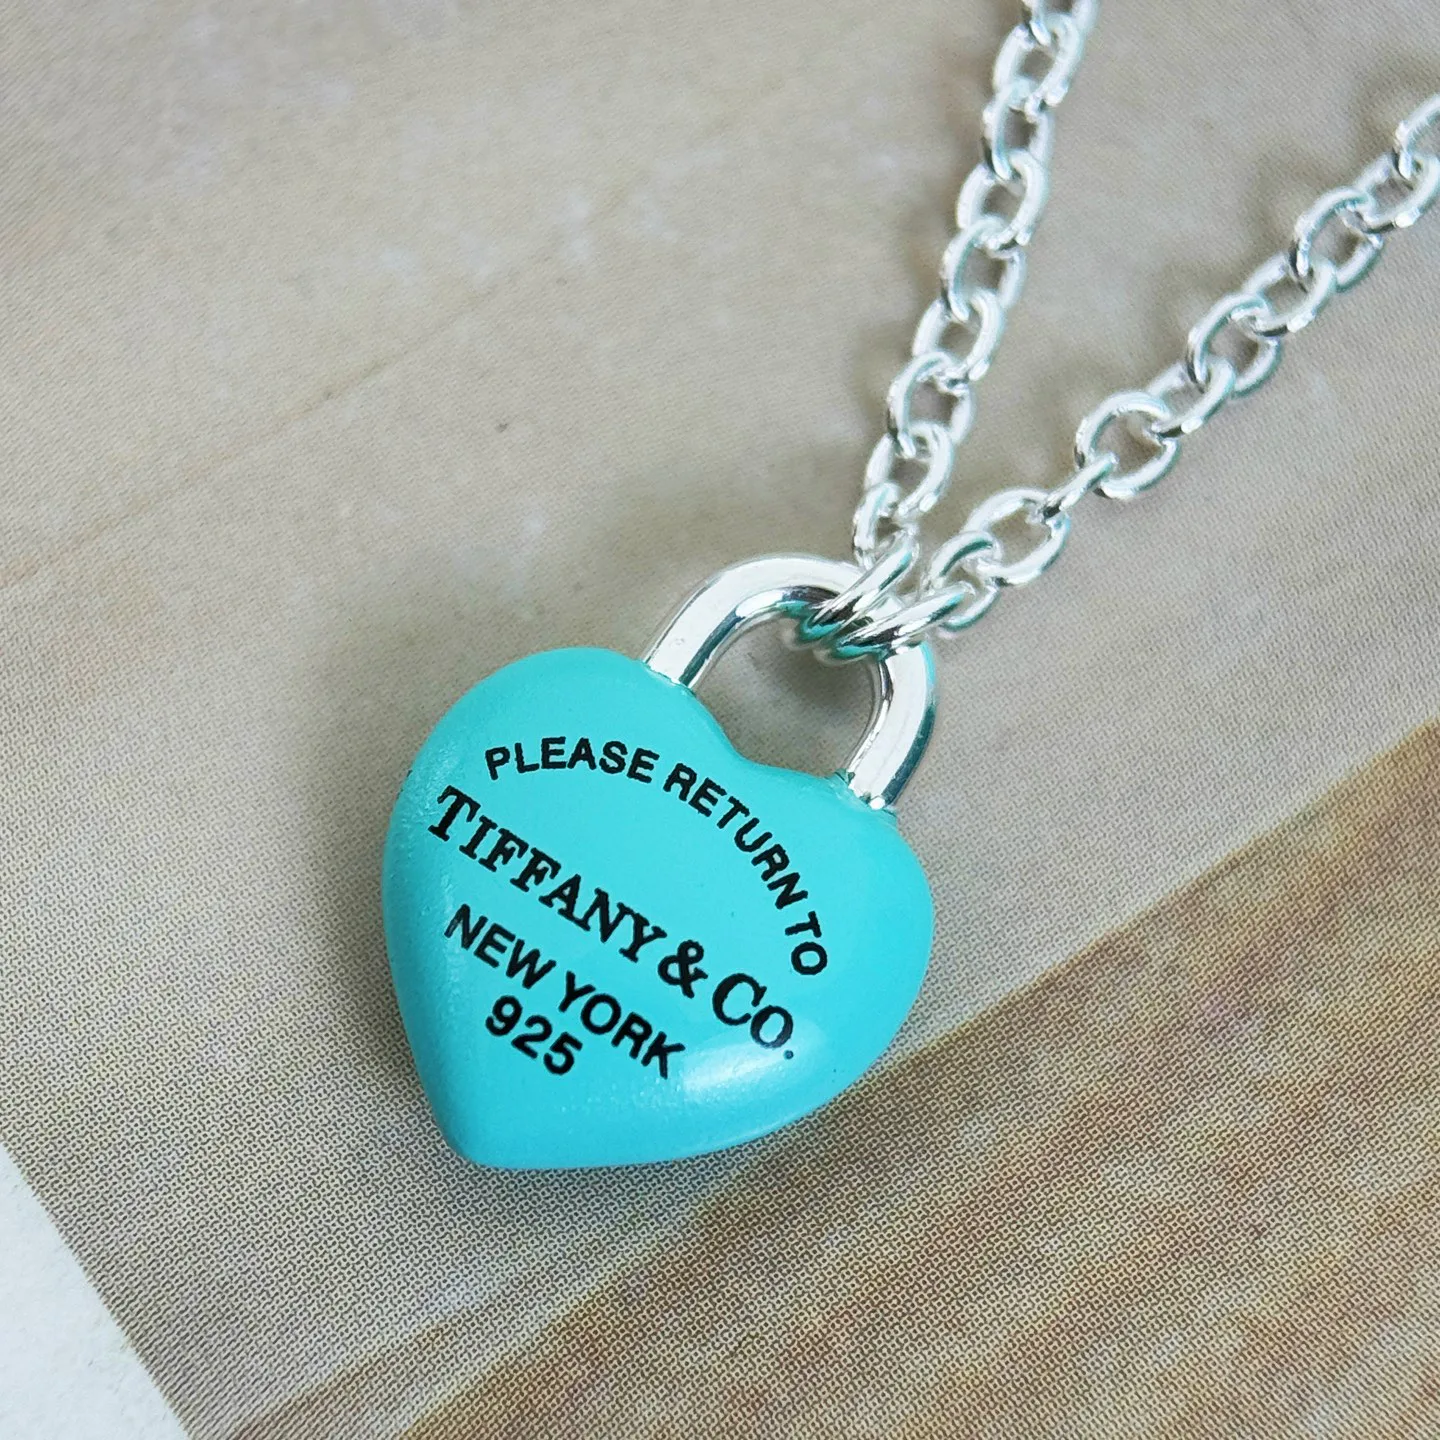 PLEASE RETURN TO
TIFFANY & CO.
NEW YORK
925